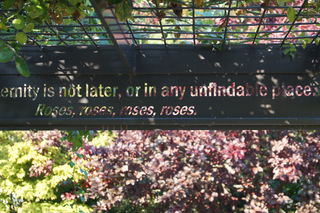 ernity is not later, or in any unfindable place.
Roses, roses, roses, roses.